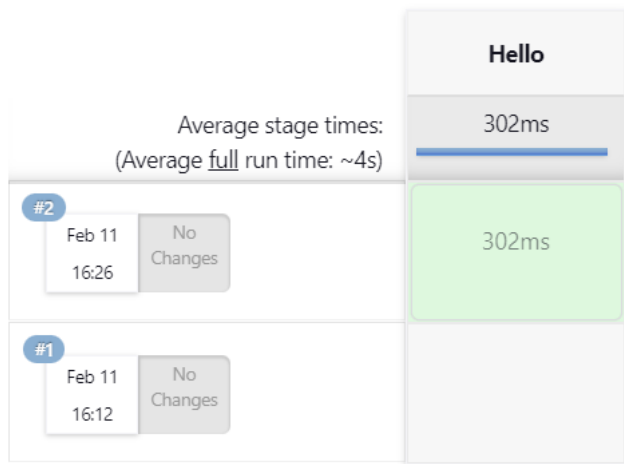 Hello
Average stage times:
302ms
(Average full run time: ~4s)
#2
Feb 11
16:26
No
Changes
302ms
#1
Feb 11
16:12
No
Changes